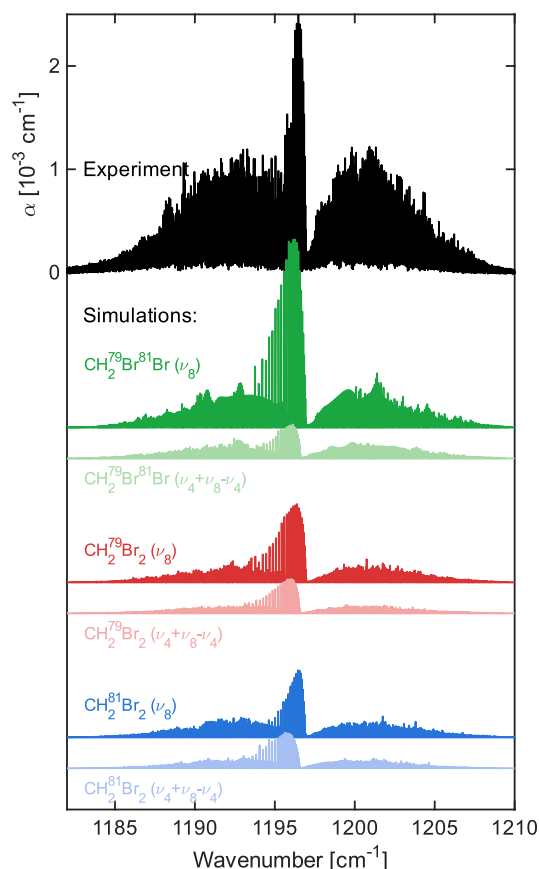 2
1
0
α [10⁻³ cm⁻¹]
Experiment
Simulations:
CH₂⁷⁹Br⁸¹Br (ν₈)
CH₂⁷⁹Br⁸¹Br (ν₄+ν₈-ν₄)
CH₂⁷⁹Br₂ (ν₈)
CH₂⁷⁹Br₂ (ν₄+ν₈-ν₄)
CH₂⁸¹Br₂ (ν₈)
CH₂⁸¹Br₂ (ν₄+ν₈-ν₄)
1185 1190 1195 1200 1205 1210
Wavenumber [cm⁻¹]